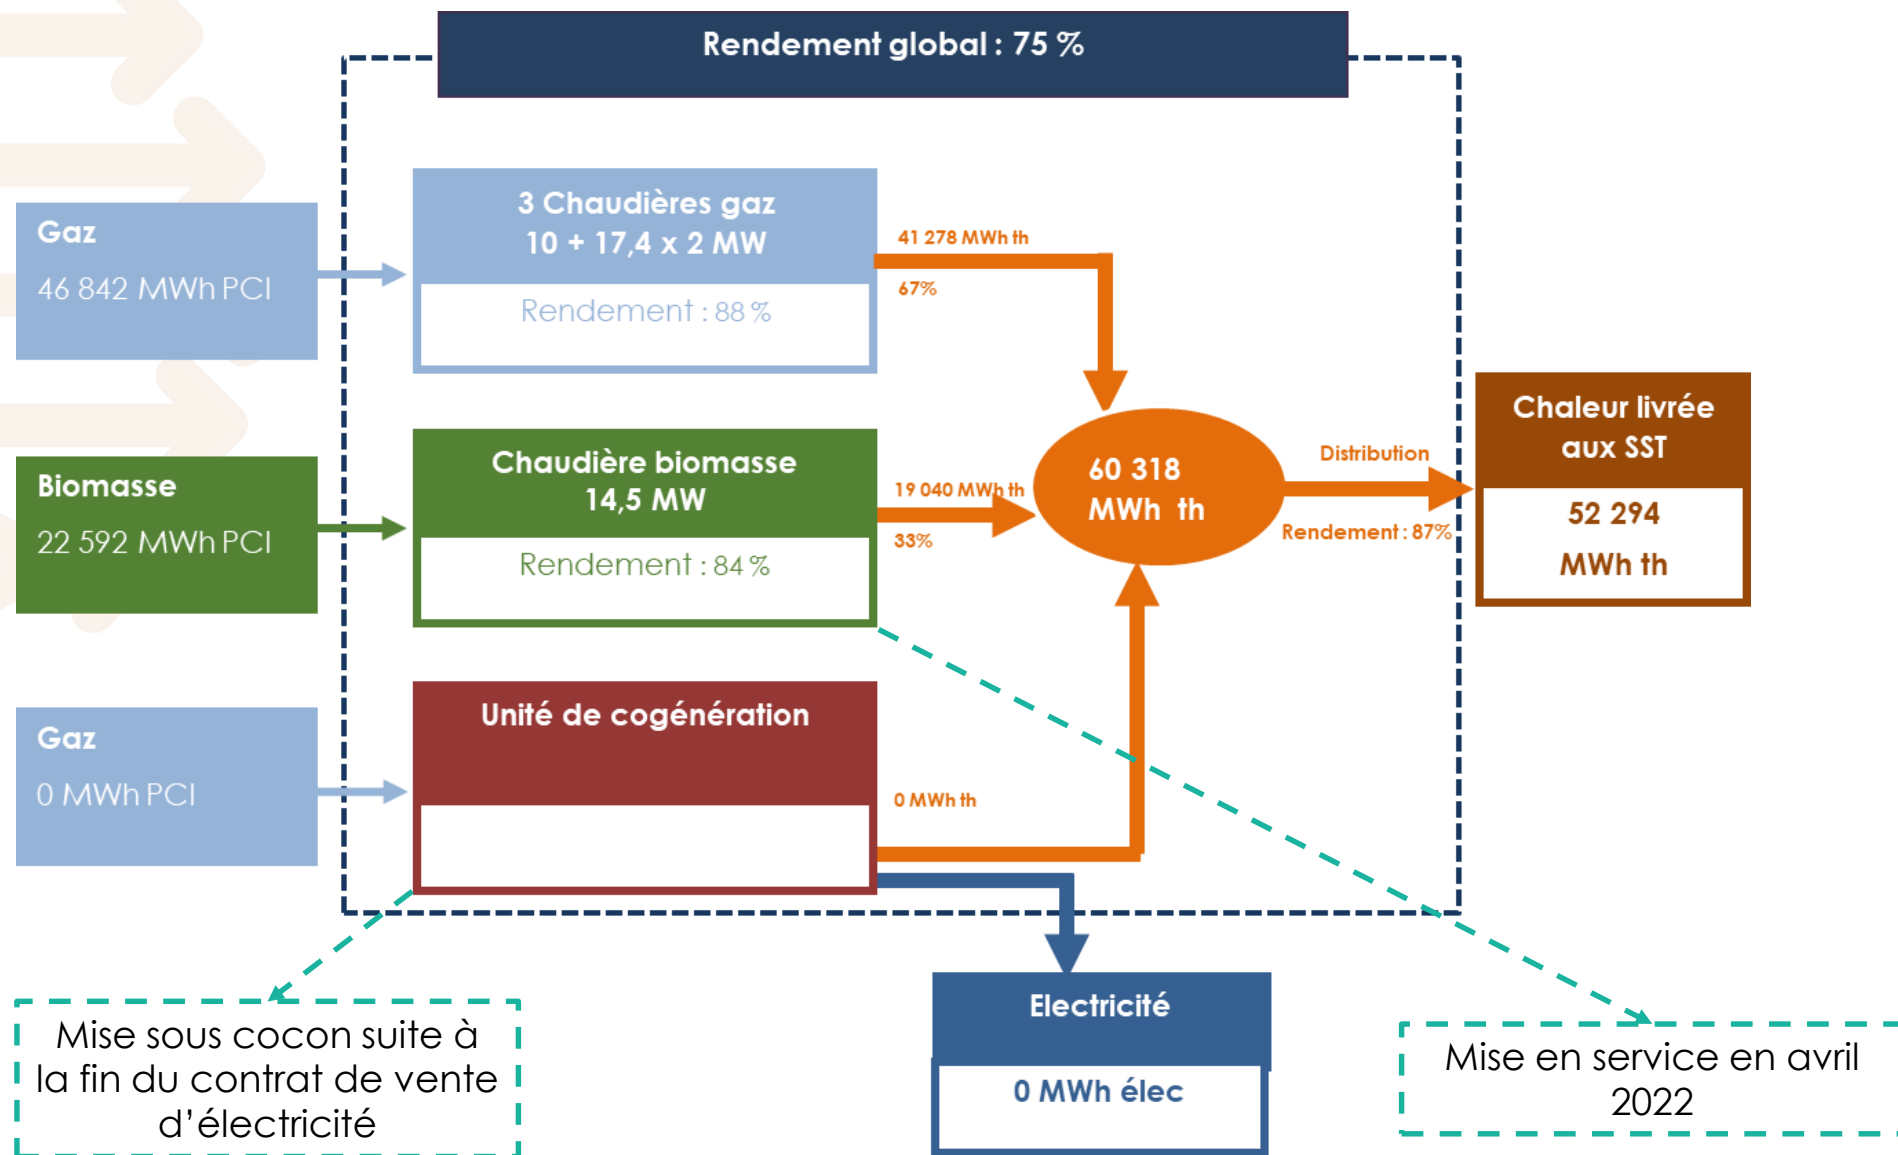 Rendement global : 75 %
Gaz
46 842 MWh PCI
3 Chaudières gaz
10 + 17,4 x 2 MW
Rendement : 88 %
41 278 MWh th
67%
Biomasse
22 592 MWh PCI
Chaudière biomasse
14,5 MW
Rendement : 84 %
19 040 MWh th
33%
60 318
MWh th
Distribution
Rendement : 87%
Chaleur livrée
aux SST
52 294
MWh th
Gaz
0 MWh PCI
Unité de cogénération
0 MWh th
Electricité
0 MWh élec
Mise sous cocon suite à
la fin du contrat de vente
d’électricité
Mise en service en avril
2022